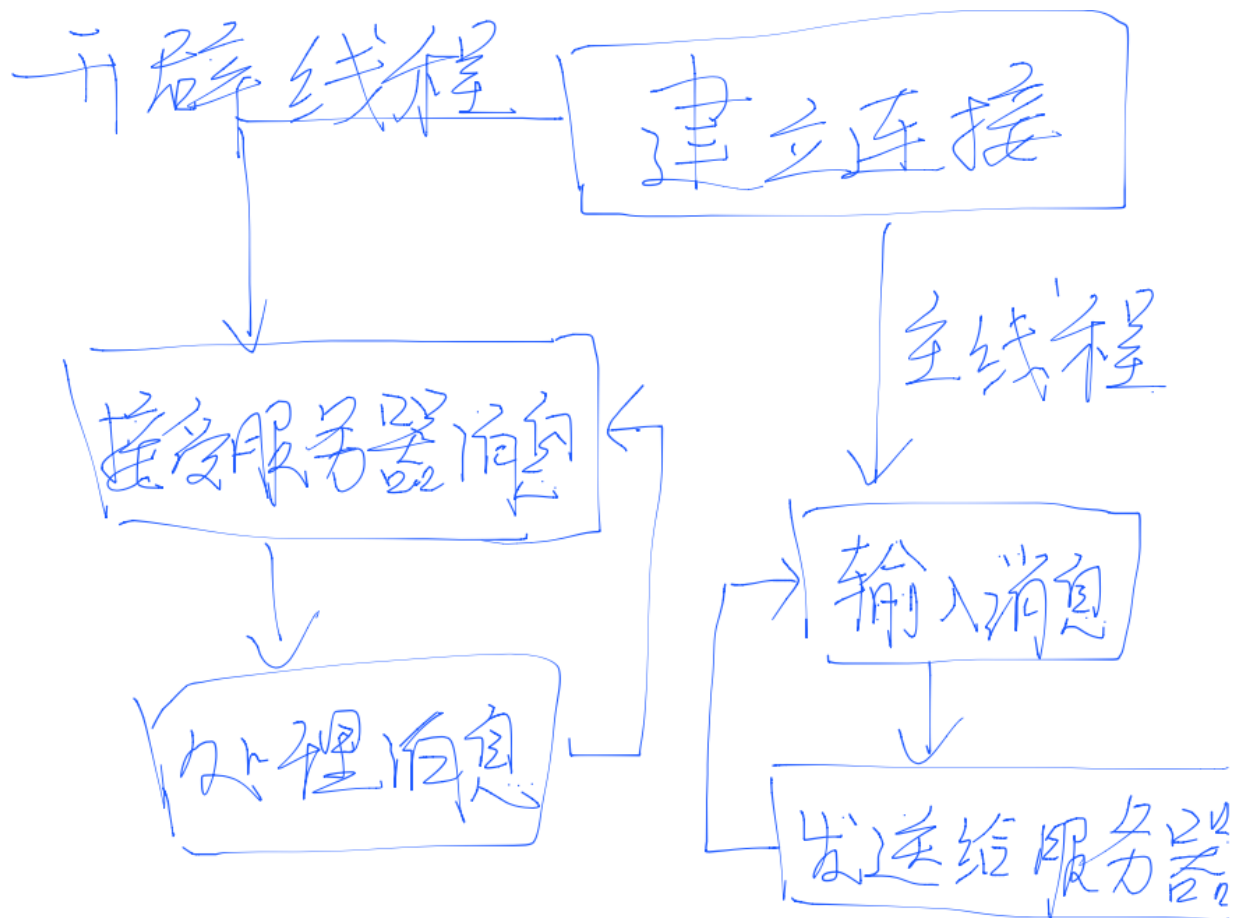 开辟线程
建立连接
主线程
接受服务器消息
输入消息
处理消息
发送给服务器